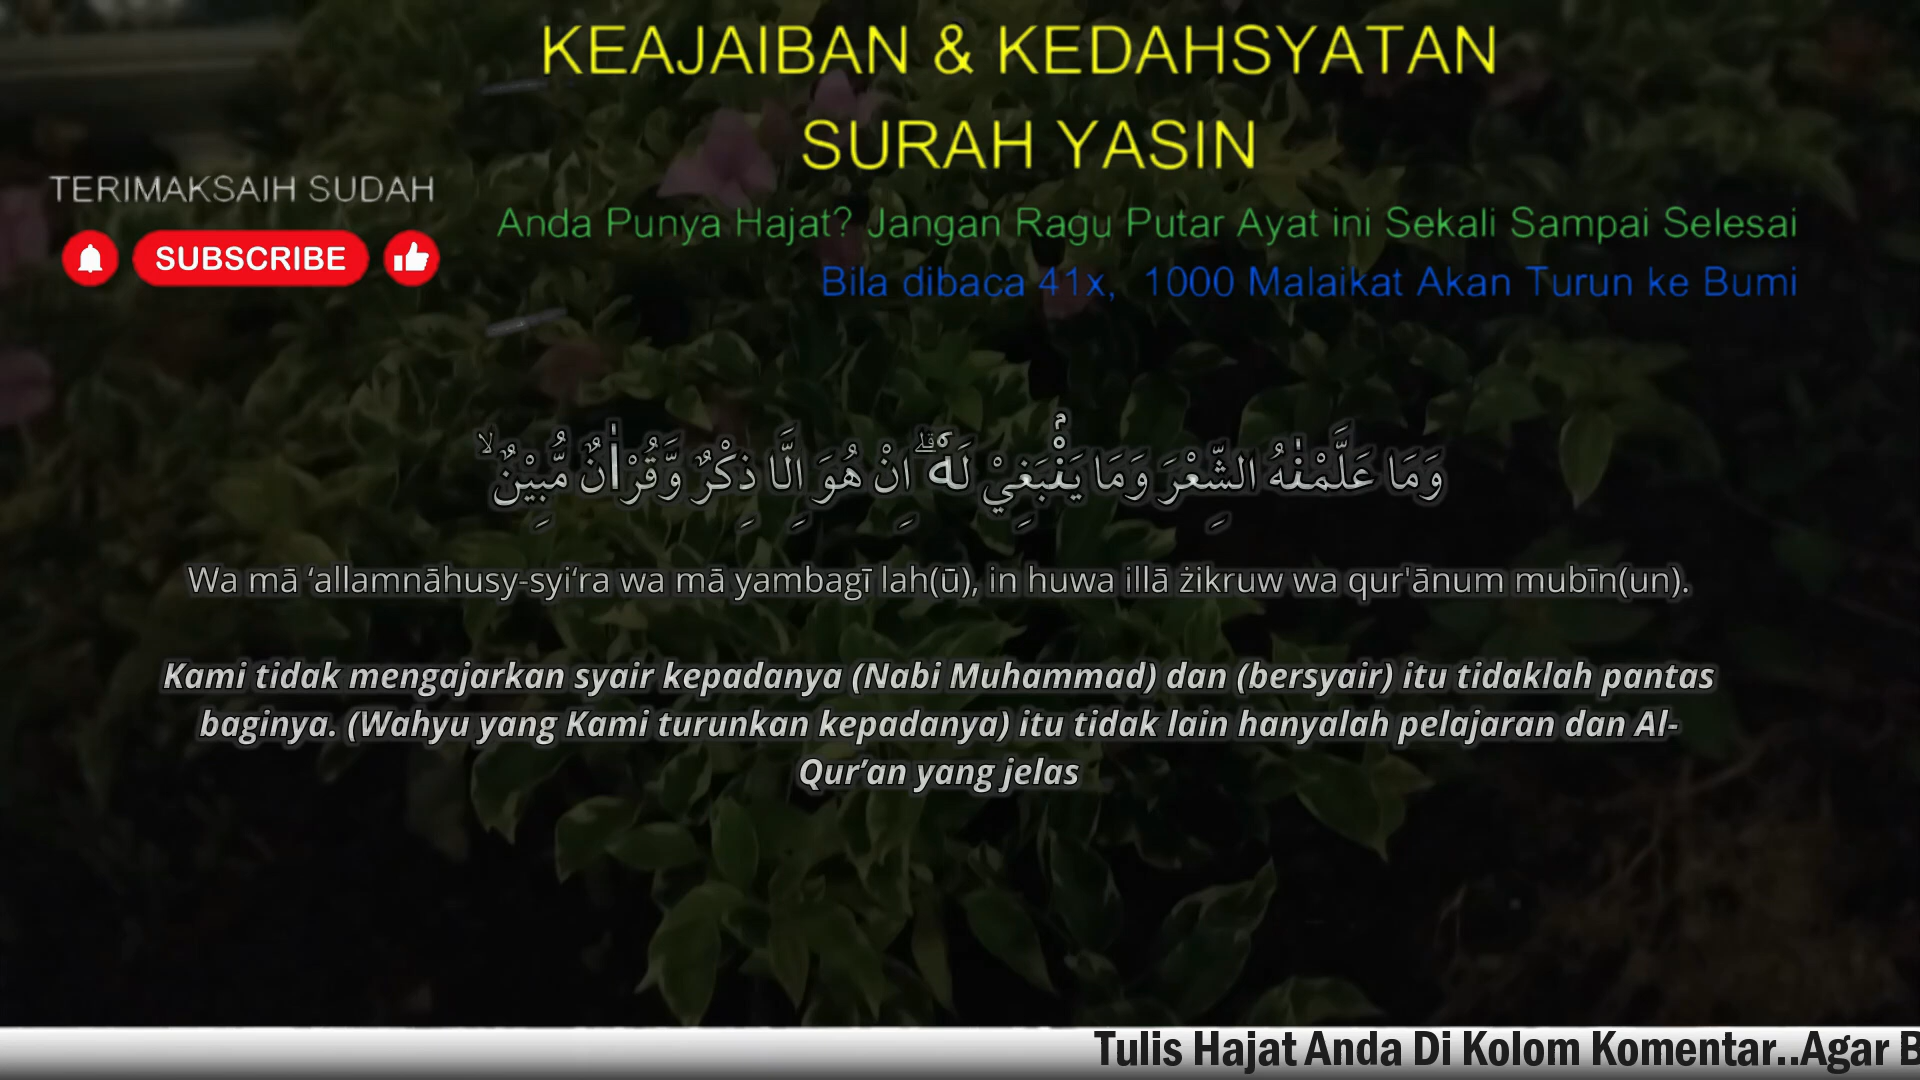 KEAJAIBAN & KEDAHSYATAN
SURAH YASIN
TERIMAKSAIH SUDAH
SUBSCRIBE
Anda Punya Hajat? Jangan Ragu Putar Ayat ini Sekali Sampai Selesai
Bila dibaca 41x, 1000 Malaikat Akan Turun ke Bumi
وَمَا عَلَّمْنٰهُ الشِّعْرَ وَمَا يَنْۢبَغِيْ لَهٗ ۗاِنْ هُوَ اِلَّا ذِكْرٌ وَّقُرْاٰنٌ مُّبِيْنٌ ۙ
Wa mā ‘allamnāhusy-syi‘ra wa mā yambagī lah(ū), in huwa illā żikruw wa qur'ānum mubīn(un).
Kami tidak mengajarkan syair kepadanya (Nabi Muhammad) dan (bersyair) itu tidaklah pantas
baginya. (Wahyu yang Kami turunkan kepadanya) itu tidak lain hanyalah pelajaran dan Al-
Qur’an yang jelas
Tulis Hajat Anda Di Kolom Komentar..Agar B